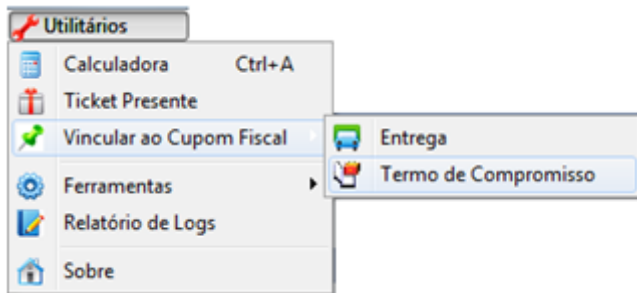 Utilitários
Calculadora Ctrl+A
Ticket Presente
Vincular ao Cupom Fiscal
Entrega
Termo de Compromisso
Ferramentas
Relatório de Logs
Sobre